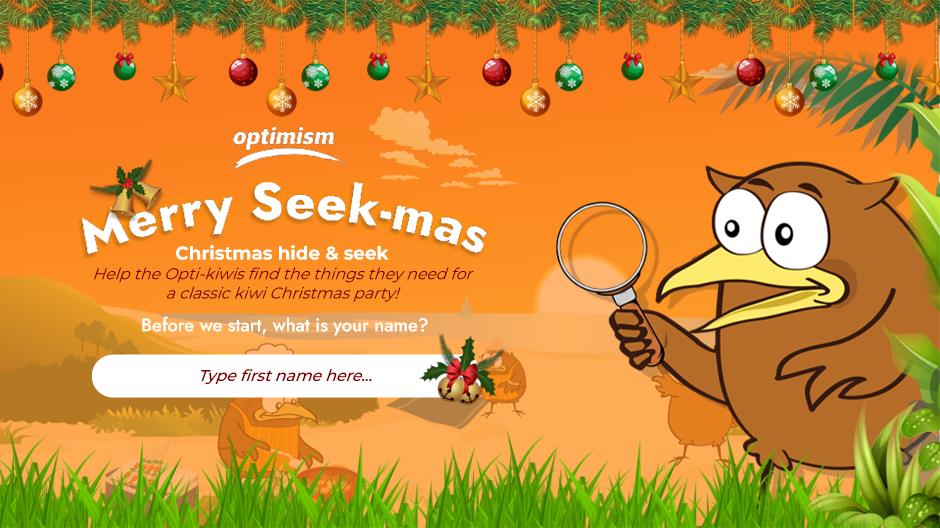 optimism
Merry Seek-mas
Christmas hide & seek
Help the Opti-kiwis find the things they need for
a classic kiwi Christmas party!
Before we start, what is your name?
Type first name here...